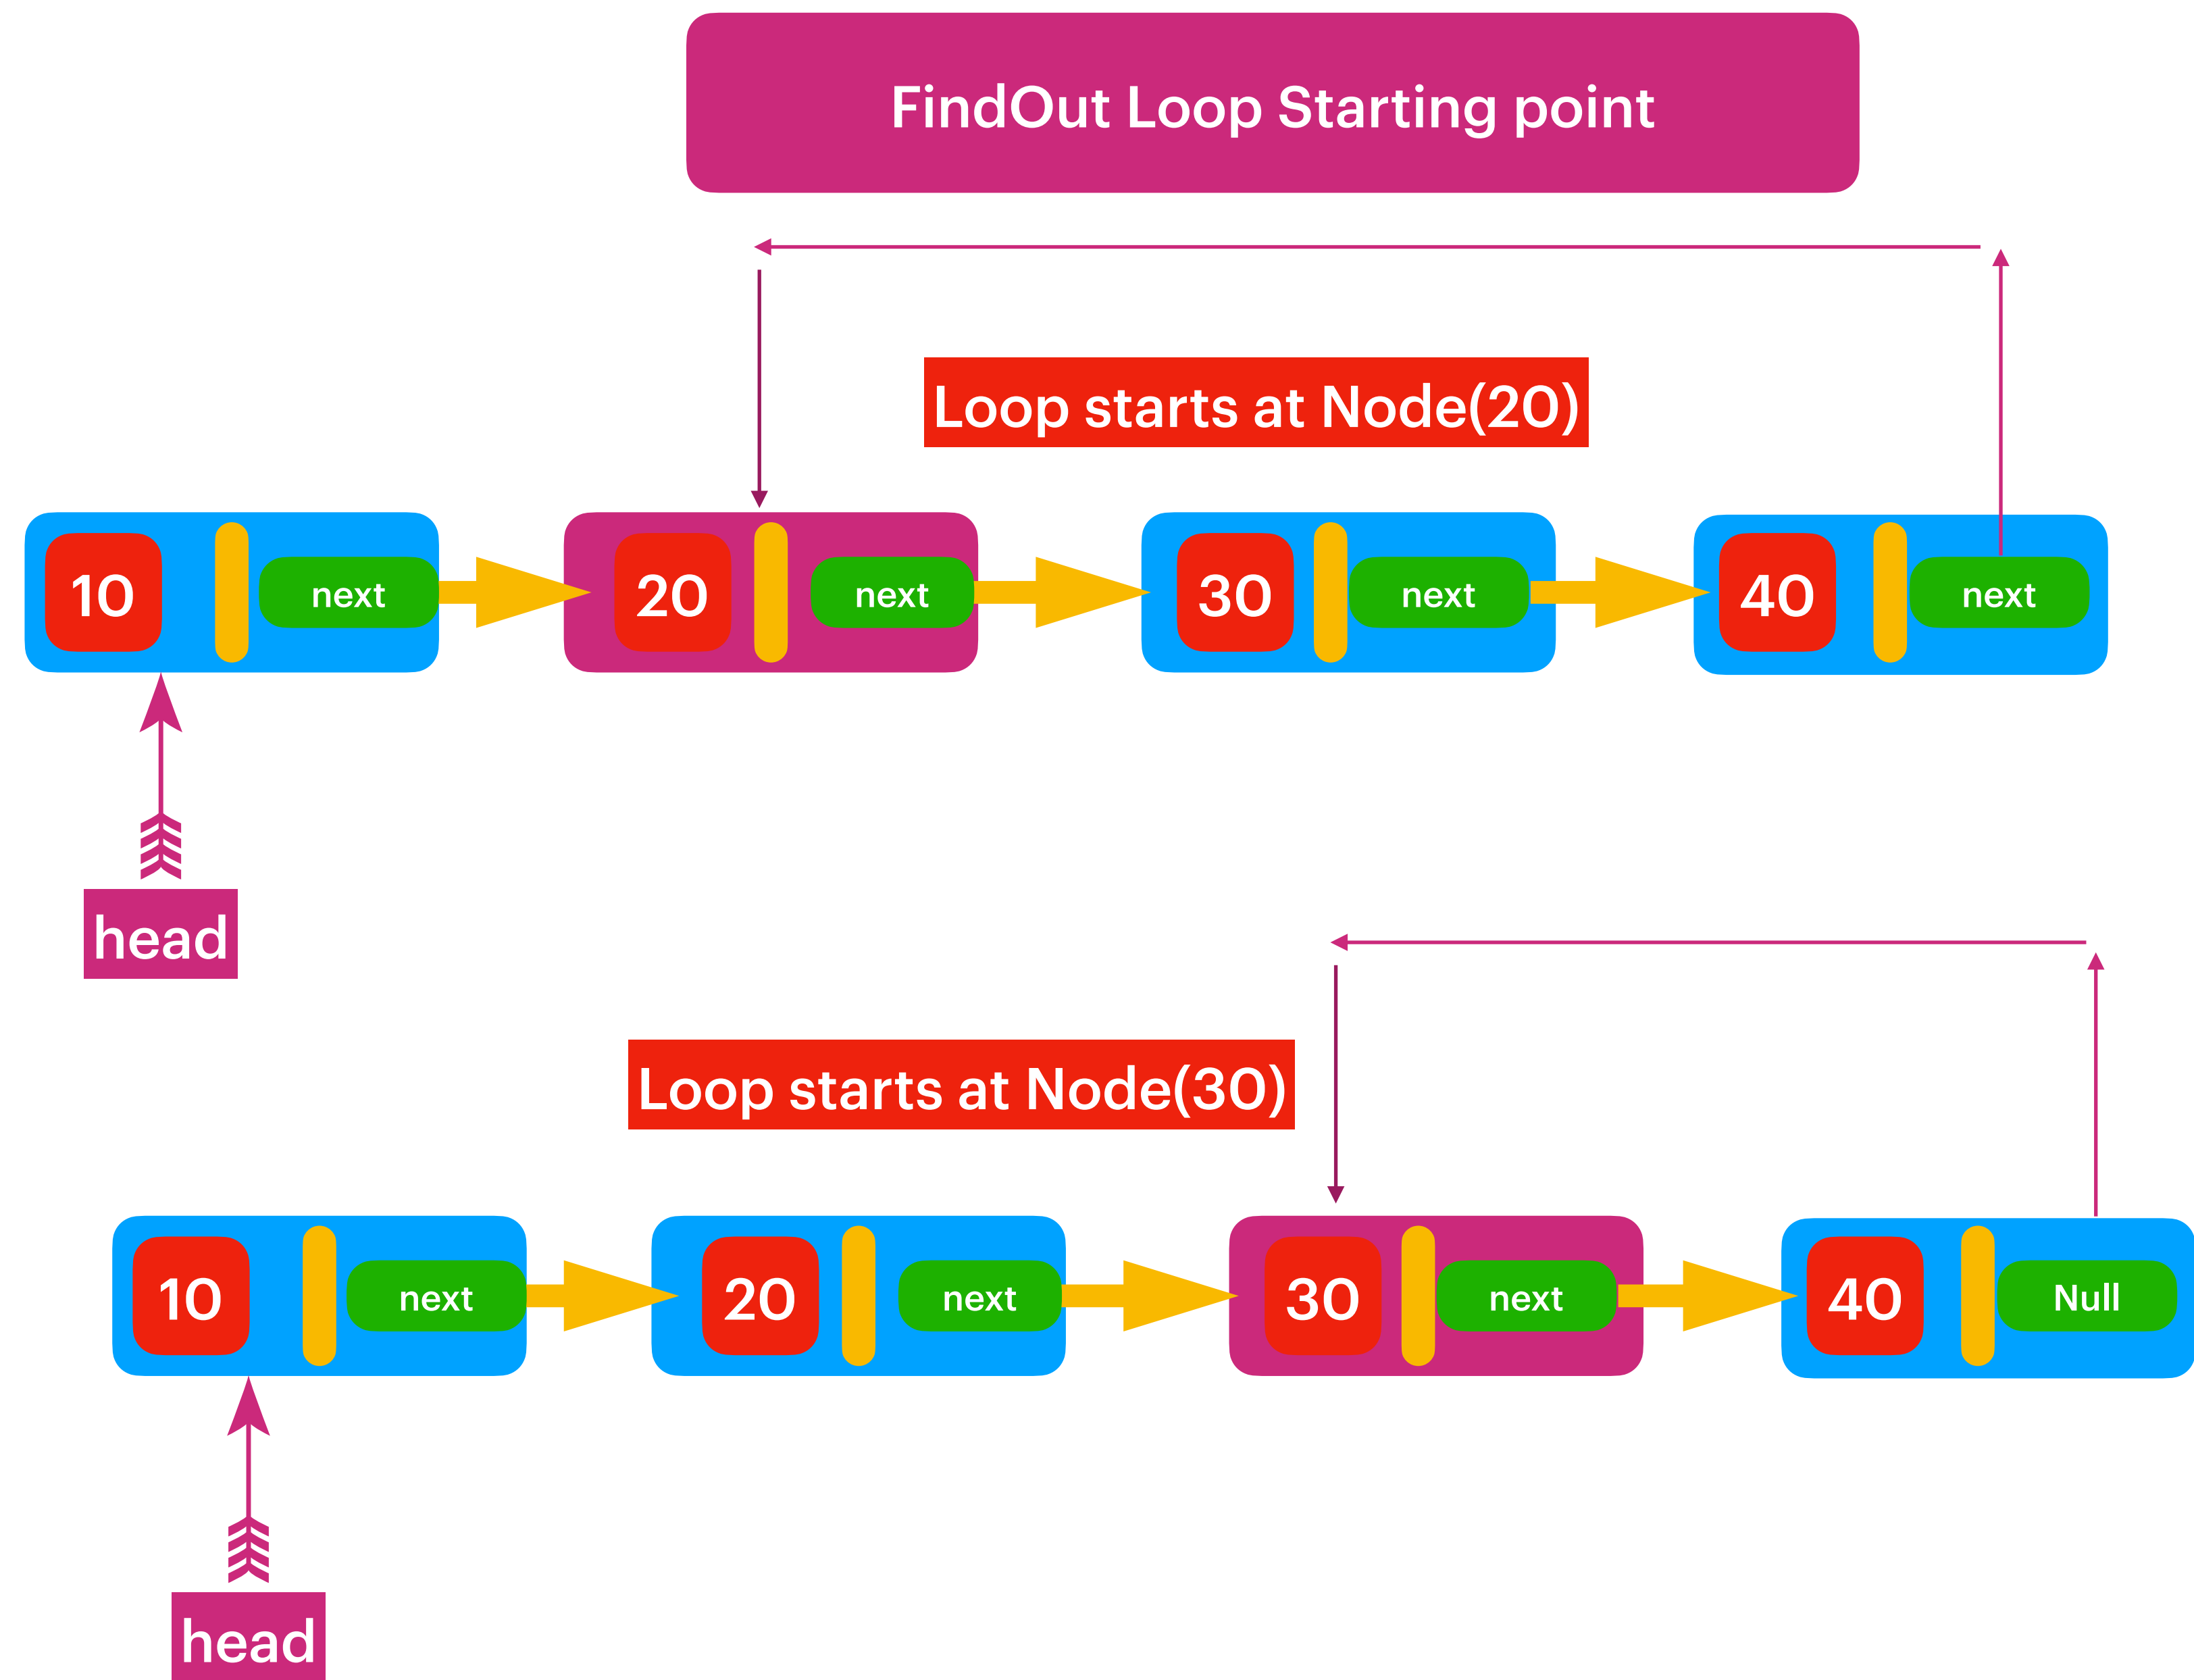 FindOut Loop Starting point
Loop starts at Node(20)
10 next 20 next 30 next 40 next
head
Loop starts at Node(30)
10 next 20 next 30 next 40 Null
head